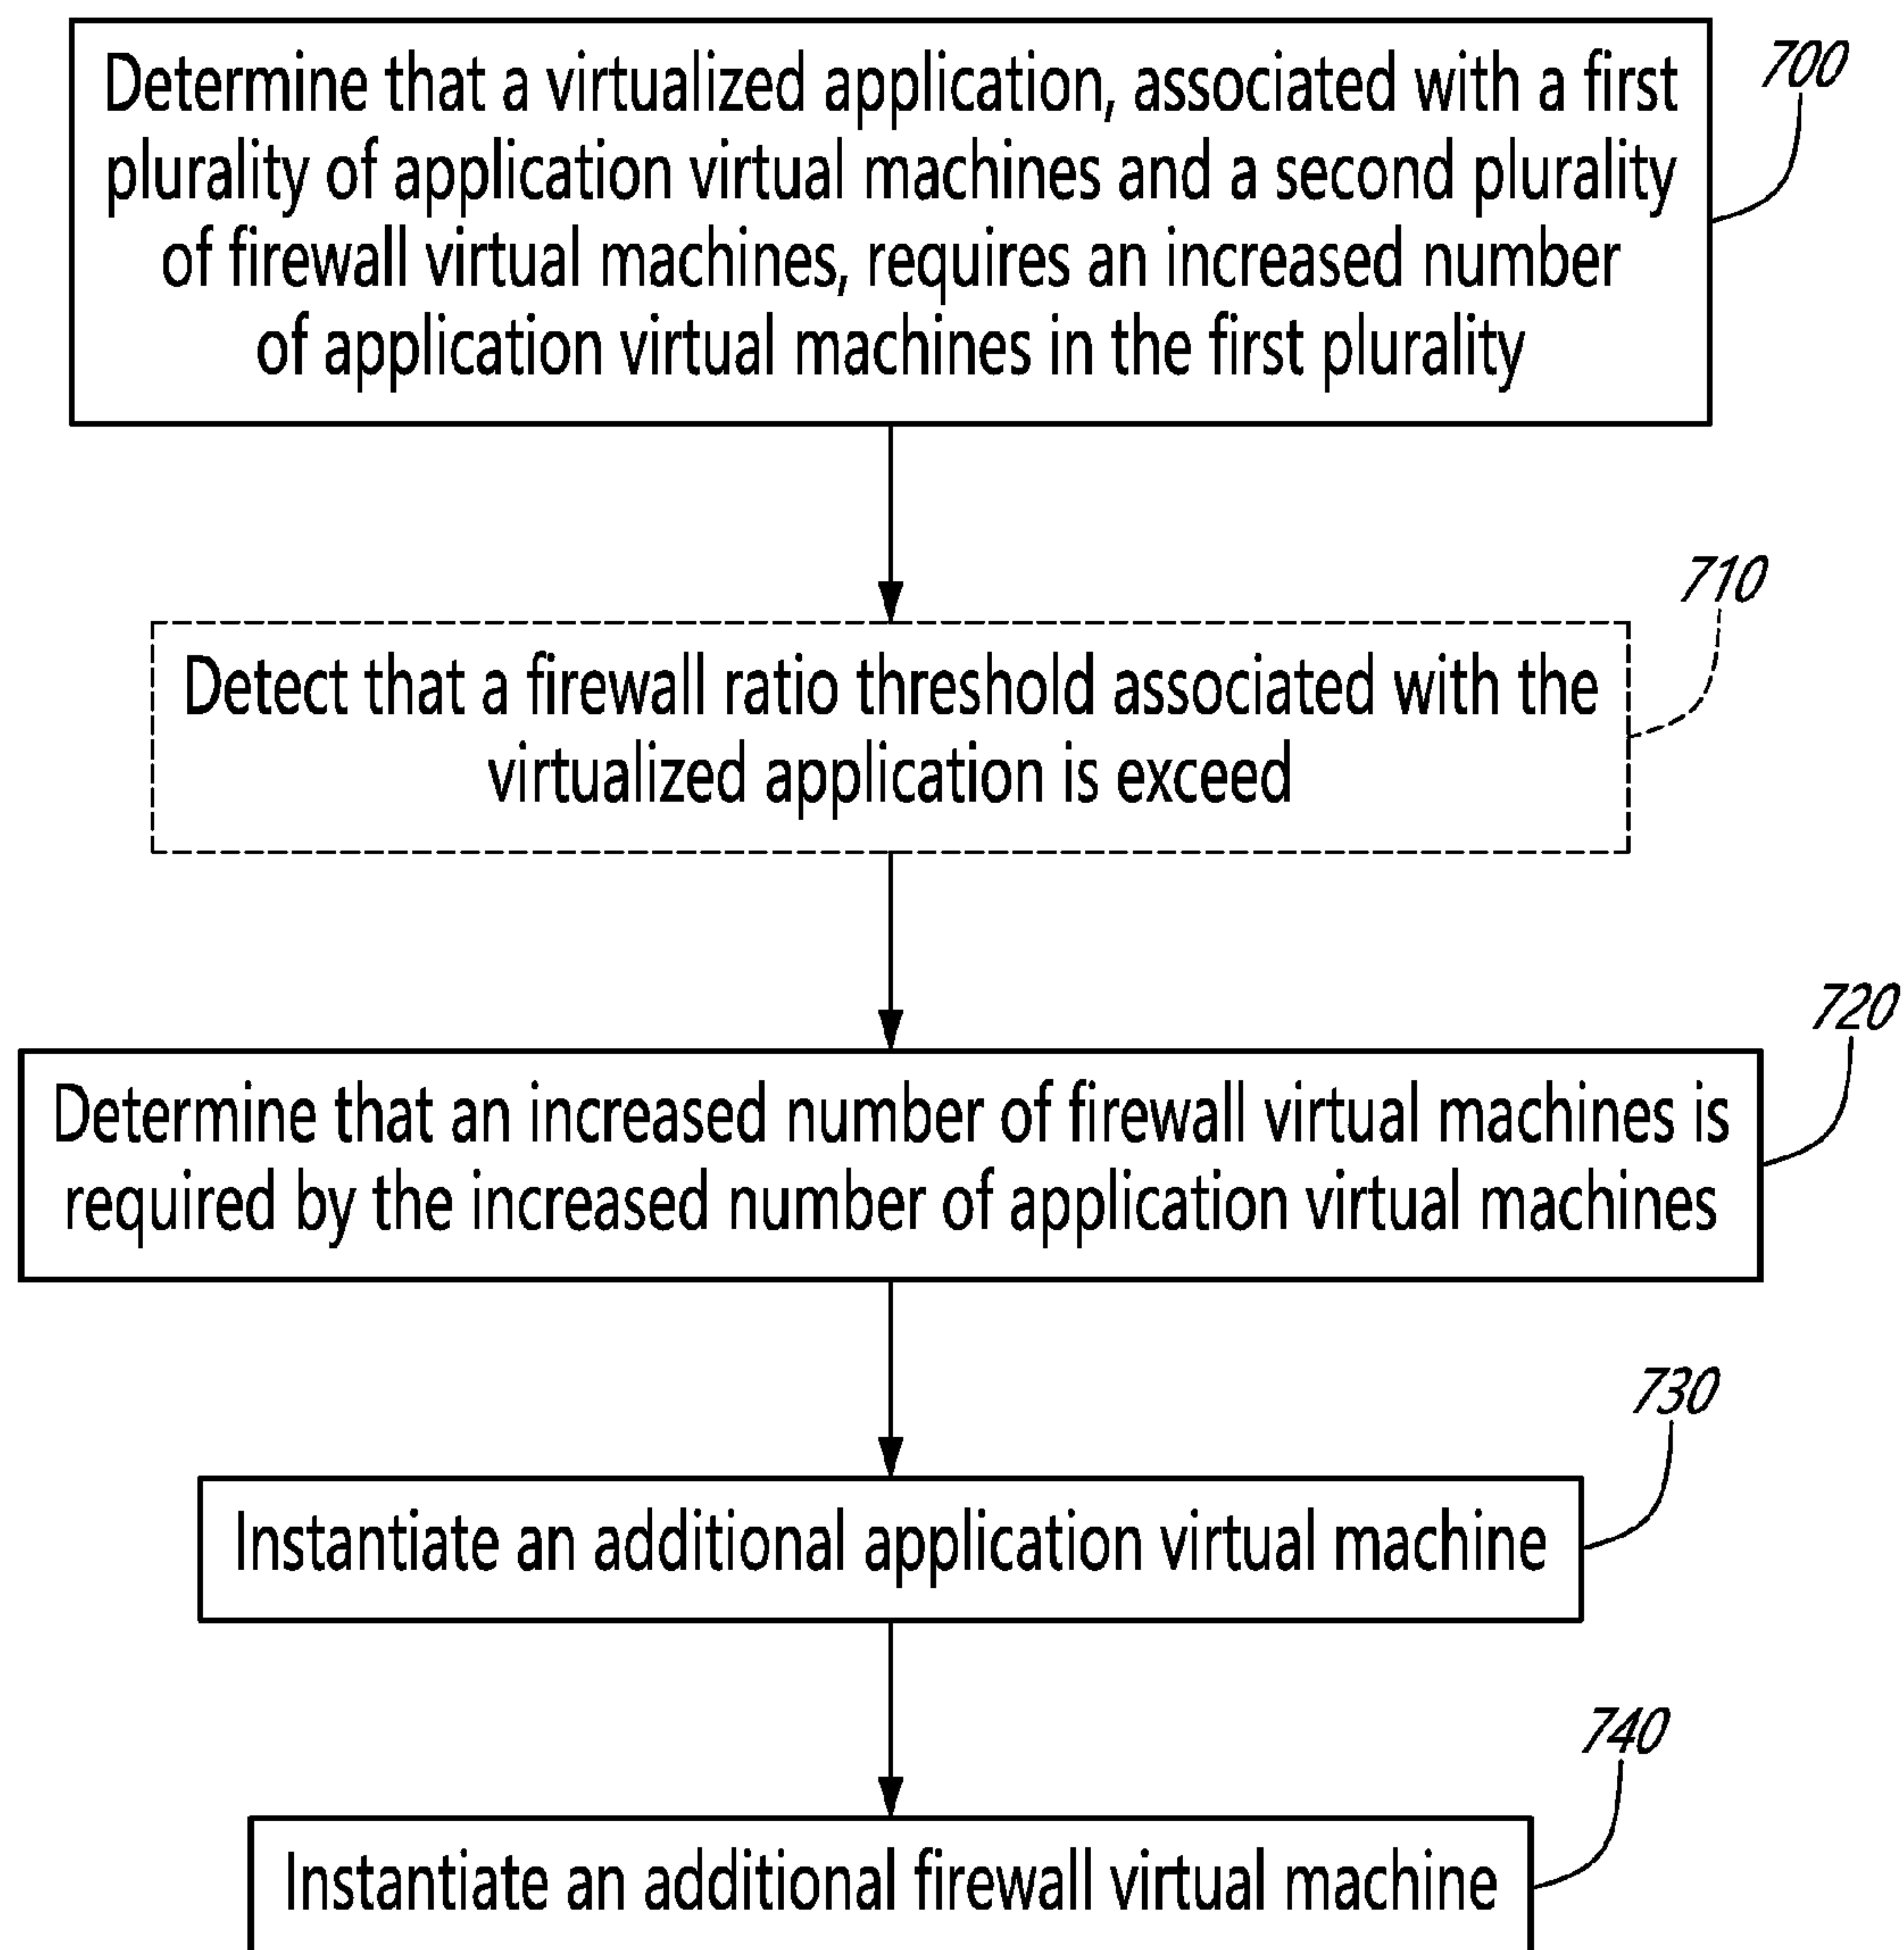 Determine that a virtualized application, associated with a first
plurality of application virtual machines and a second plurality
of firewall virtual machines, requires an increased number
of application virtual machines in the first plurality
700
710
Detect that a firewall ratio threshold associated with the
virtualized application is exceed
720
Determine that an increased number of firewall virtual machines is
required by the increased number of application virtual machines
730
Instantiate an additional application virtual machine
740
Instantiate an additional firewall virtual machine